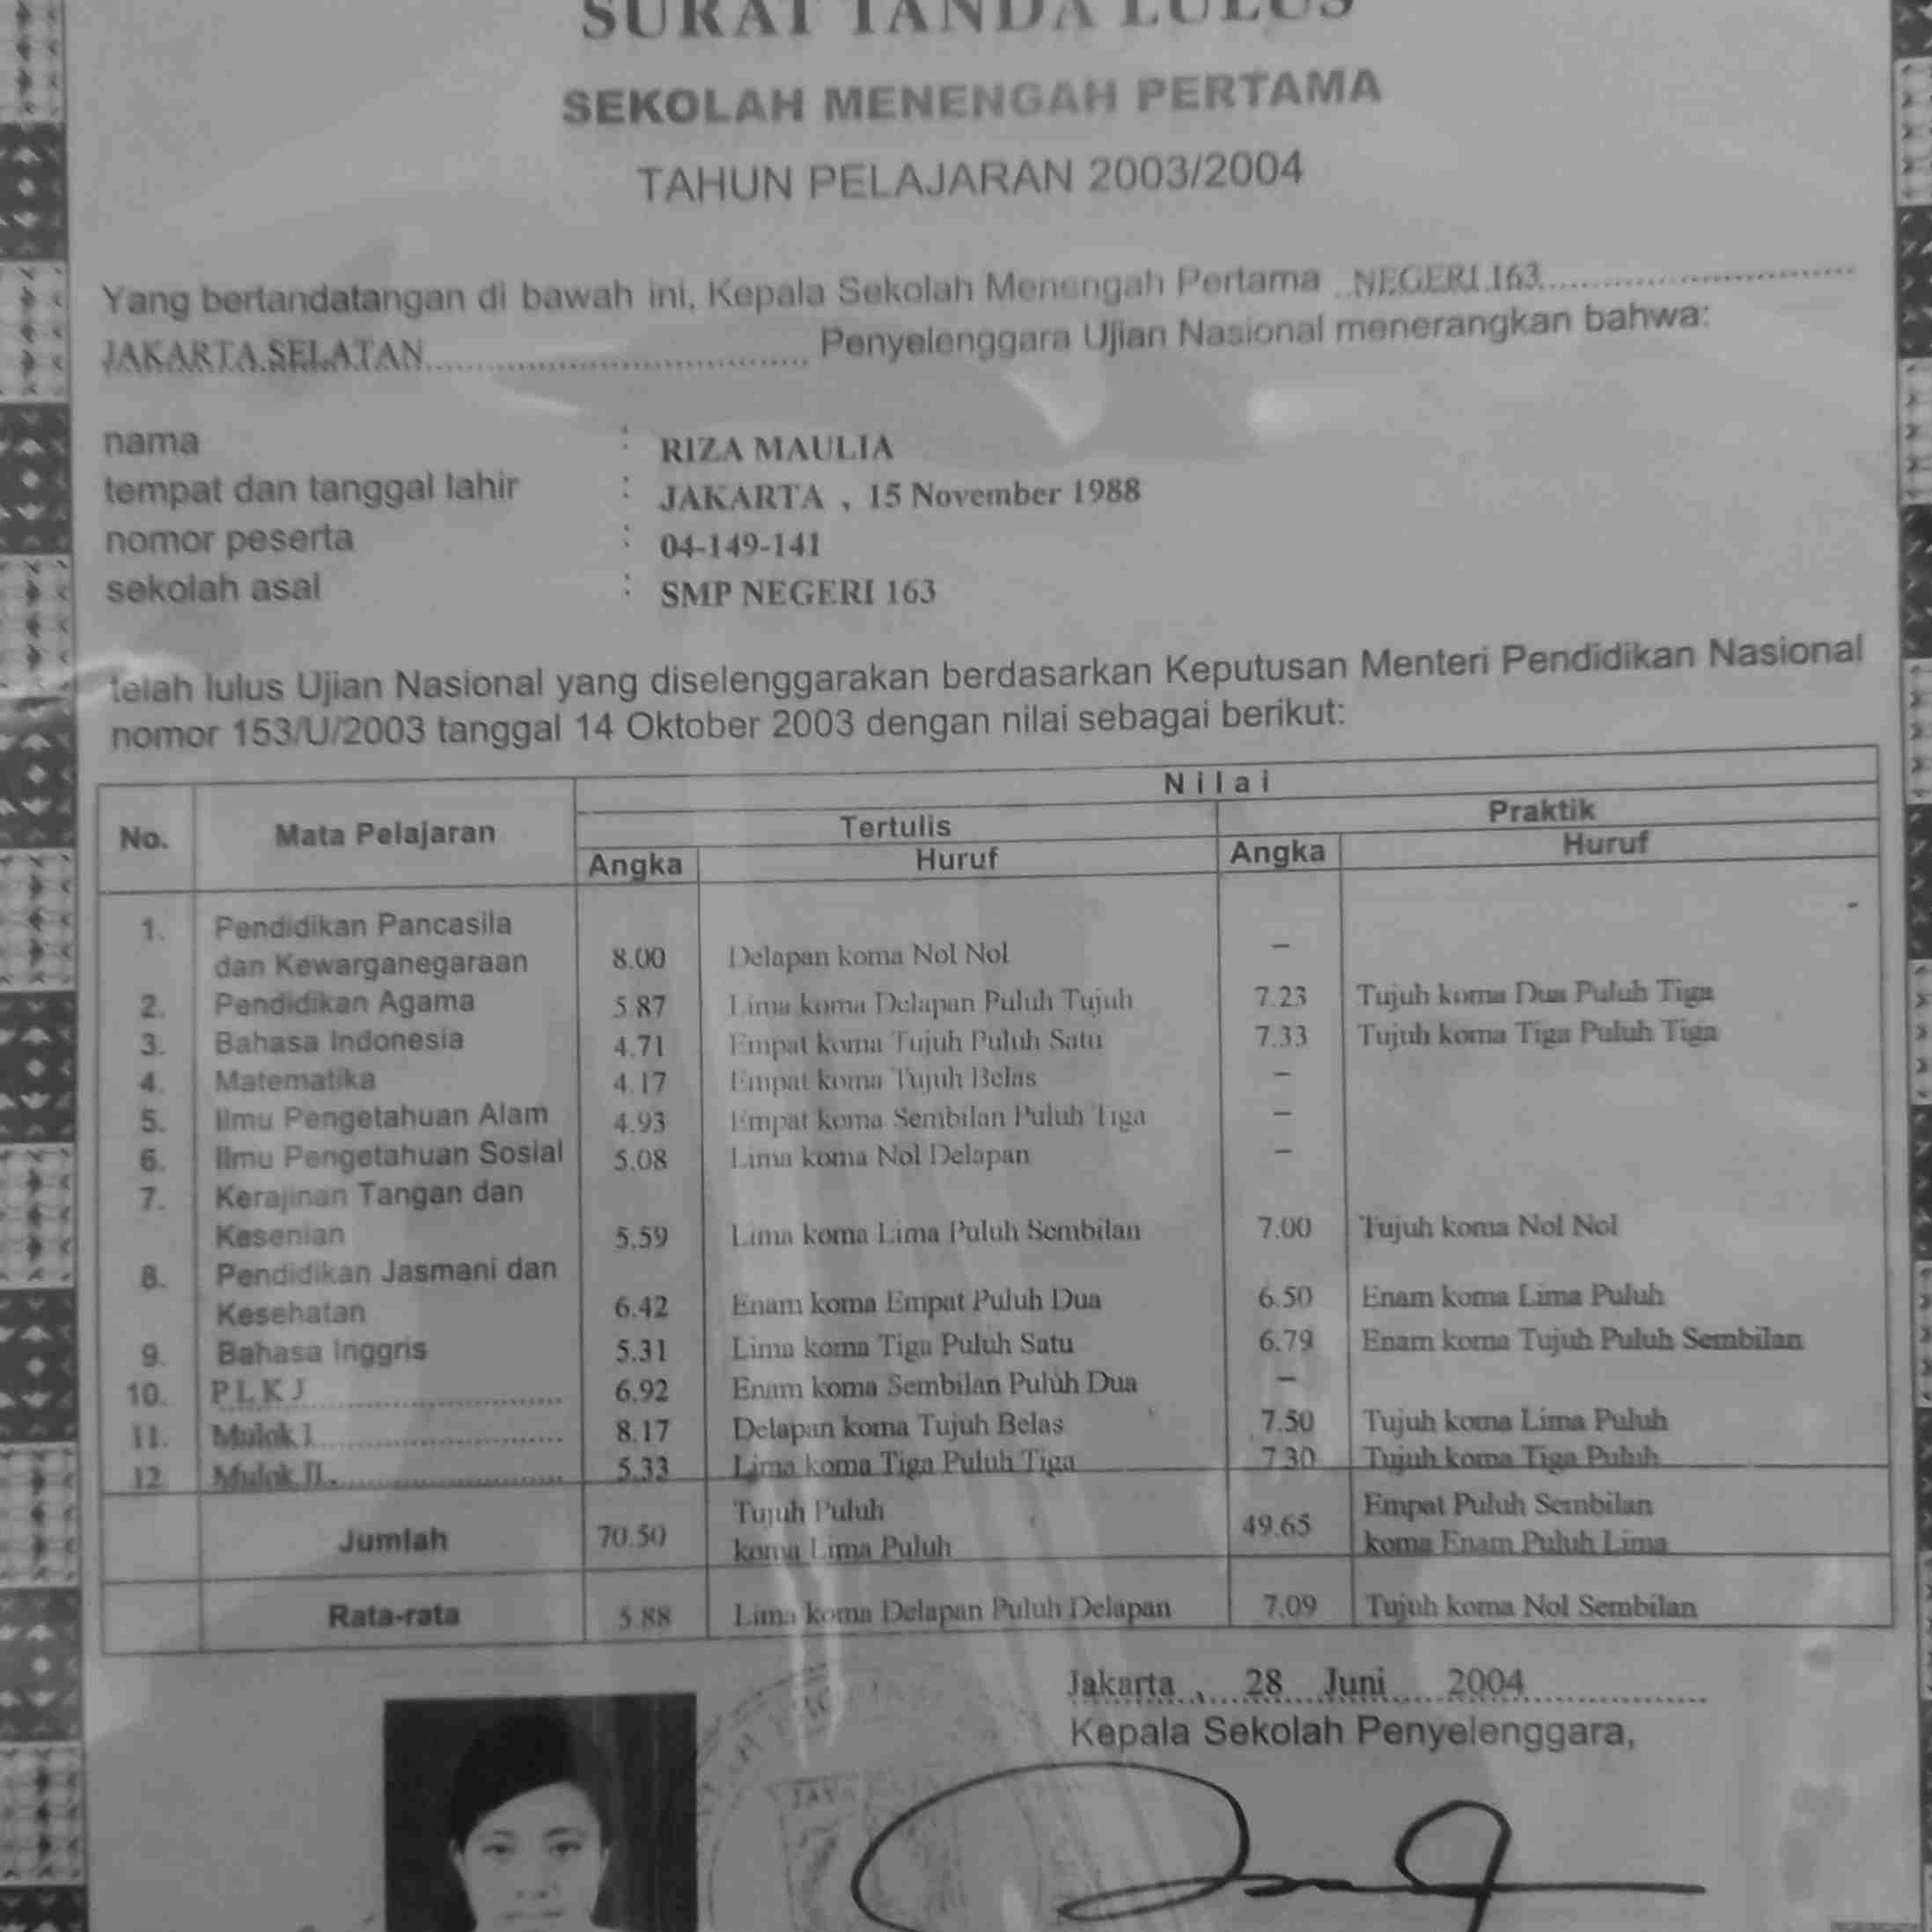 SURAT TANDA LULUS
SEKOLAH MENENGAH PERTAMA
TAHUN PELAJARAN 2003/2004
Yang bertandatangan di bawah ini, Kepala Sekolah Menengah Pertama NEGERI 163
JAKARTA SELATAN Penyelenggara Ujian Nasional menerangkan bahwa:
nama : RIZA MAULIA
tempat dan tanggal lahir : JAKARTA , 15 November 1988
nomor peserta : 04-149-141
sekolah asal : SMP NEGERI 163
telah lulus Ujian Nasional yang diselenggarakan berdasarkan Keputusan Menteri Pendidikan Nasional
nomor 153/U/2003 tanggal 14 Oktober 2003 dengan nilai sebagai berikut:
Nilai
No. Mata Pelajaran Tertulis Praktik
Angka Huruf Angka Huruf
1. Pendidikan Pancasila
dan Kewarganegaraan 8.00 Delapan koma Nol Nol –
2. Pendidikan Agama 5.87 Lima koma Delapan Puluh Tujuh 7.23 Tujuh koma Dua Puluh Tiga
3. Bahasa Indonesia 4.71 Empat koma Tujuh Puluh Satu 7.33 Tujuh koma Tiga Puluh Tiga
4. Matematika 4.17 Empat koma Tujuh Belas –
5. Ilmu Pengetahuan Alam 4.93 Empat koma Sembilan Puluh Tiga –
6. Ilmu Pengetahuan Sosial 5.08 Lima koma Nol Delapan –
7. Kerajinan Tangan dan
Kesenian 5.59 Lima koma Lima Puluh Sembilan 7.00 Tujuh koma Nol Nol
8. Pendidikan Jasmani dan
Kesehatan 6.42 Enam koma Empat Puluh Dua 6.50 Enam koma Lima Puluh
9. Bahasa Inggris 5.31 Lima koma Tiga Puluh Satu 6.79 Enam koma Tujuh Puluh Sembilan
10. PLKJ 6.92 Enam koma Sembilan Puluh Dua –
11. Mulok I 8.17 Delapan koma Tujuh Belas 7.50 Tujuh koma Lima Puluh
12 Mulok II 5.33 Lima koma Tiga Puluh Tiga 7.30 Tujuh koma Tiga Puluh
Jumlah 70.50 Tujuh Puluh 49.65 Empat Puluh Sembilan
koma Lima Puluh koma Enam Puluh Lima
Rata-rata 5.88 Lima koma Delapan Puluh Delapan 7.09 Tujuh koma Nol Sembilan
Jakarta , 28 Juni 2004
Kepala Sekolah Penyelenggara,
JAYA